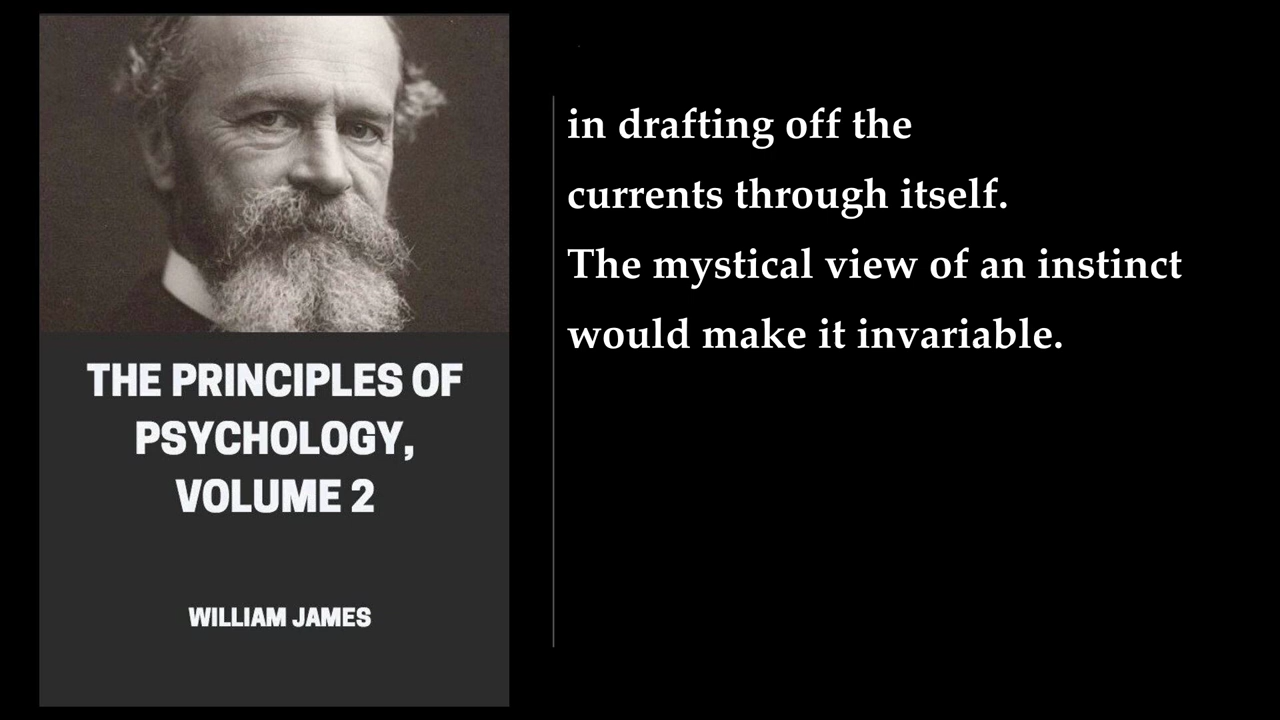 THE PRINCIPLES OF
PSYCHOLOGY,
VOLUME 2
WILLIAM JAMES
in drafting off the
currents through itself.
The mystical view of an instinct
would make it invariable.